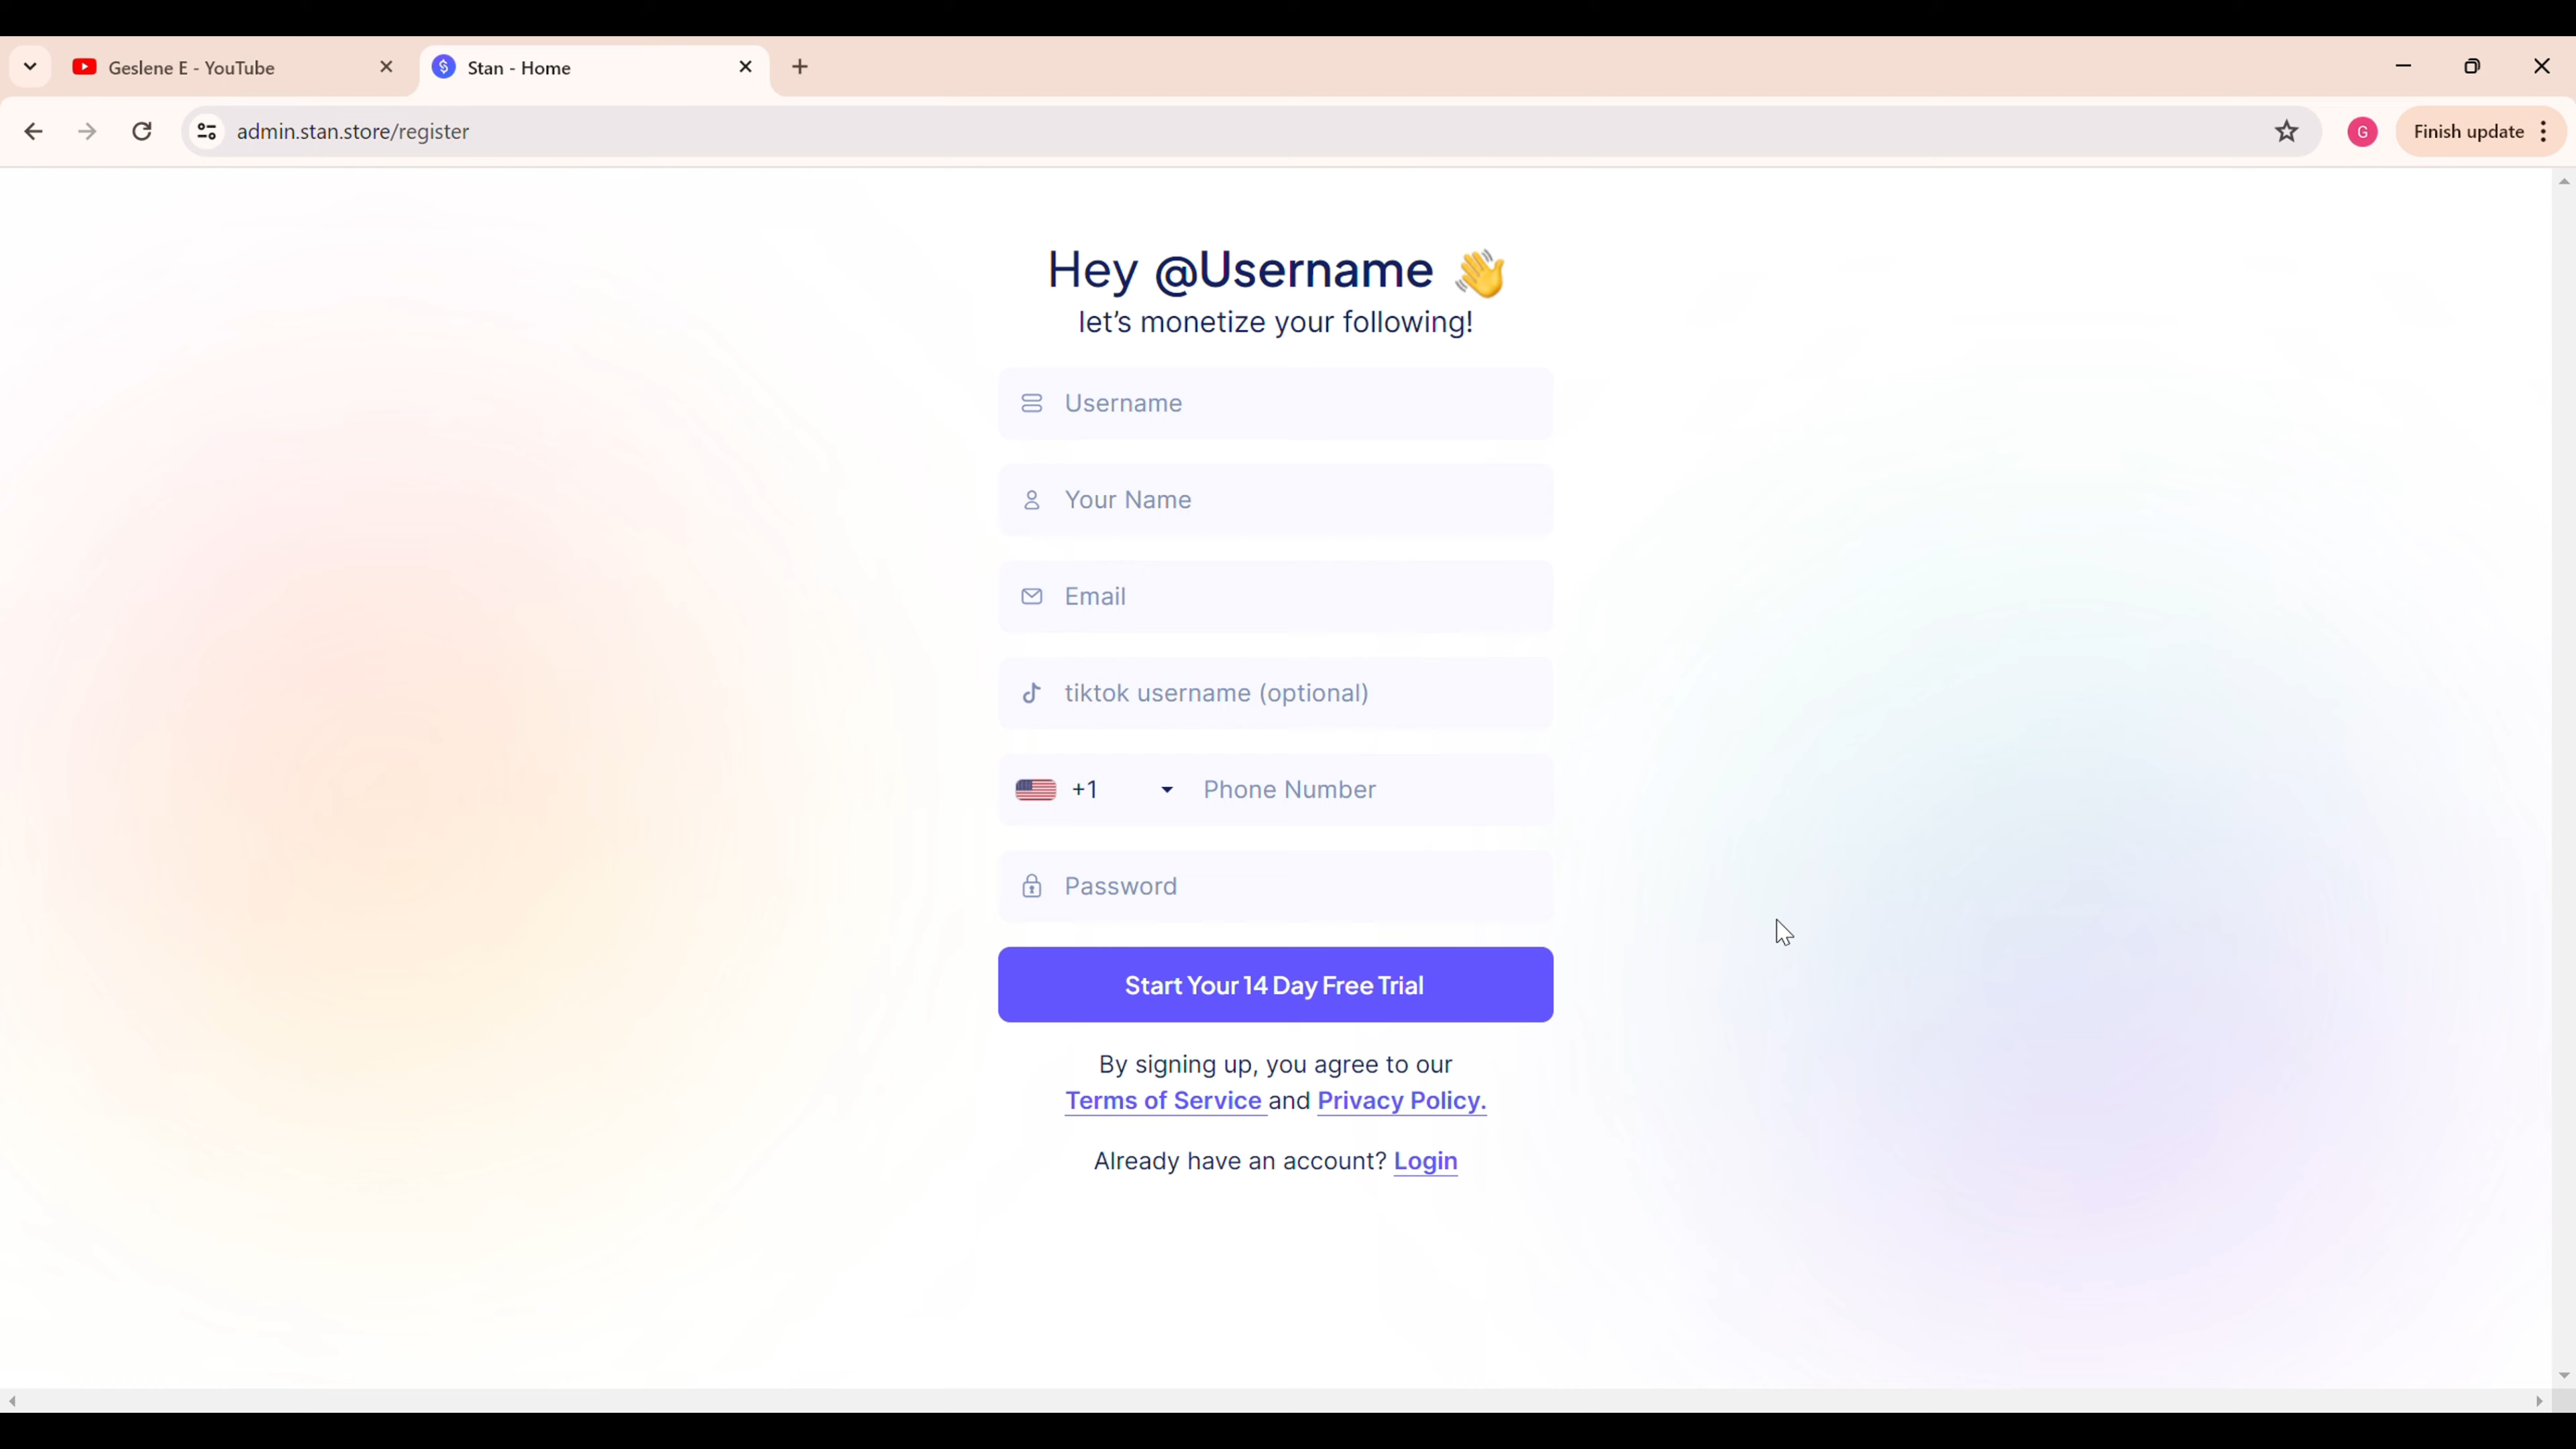 Geslene E - YouTube
Stan - Home
admin.stan.store/register
G
Finish update
Hey @Username 👋
let's monetize your following!
Username
Your Name
Email
tiktok username (optional)
+1 Phone Number
Password
Start Your 14 Day Free Trial
By signing up, you agree to our
Terms of Service and Privacy Policy.
Already have an account? Login